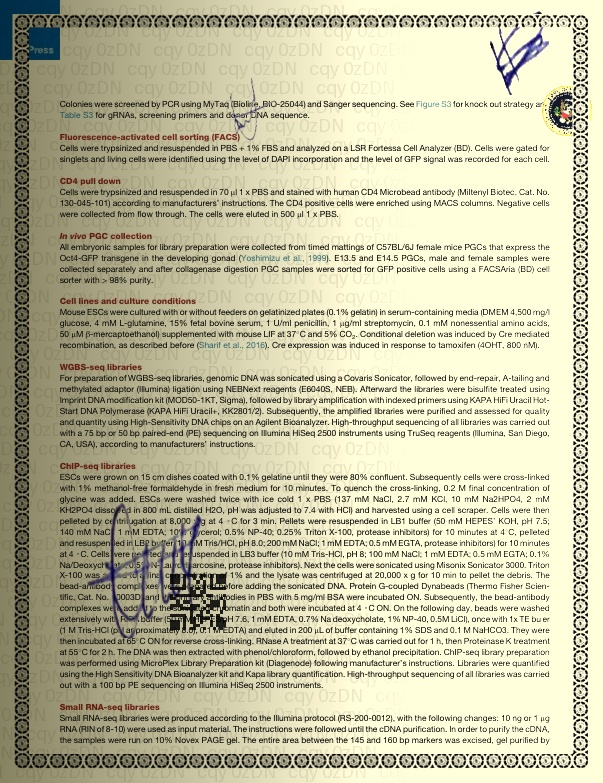 Press
Colonies were screened by PCR using MyTaq (Bioline, BIO-25044) and Sanger sequencing. See Figure S3 for knock out strategy an
Table S3 for gRNAs, screening primers and donor DNA sequence.
Fluorescence-activated cell sorting (FACS)
Cells were trypsinized and resuspended in PBS + 1% FBS and analyzed on a LSR Fortessa Cell Analyzer (BD). Cells were gated for
singlets and living cells were identified using the level of DAPI incorporation and the level of GFP signal was recorded for each cell.
CD4 pull down
Cells were trypsinized and resuspended in 70 μl 1 x PBS and stained with human CD4 Microbead antibody (Miltenyl Biotec, Cat. No.
130-045-101) according to manufacturers' instructions. The CD4 positive cells were enriched using MACS columns. Negative cells
were collected from flow through. The cells were eluted in 500 μl 1 x PBS.
In vivo PGC collection
All embryonic samples for library preparation were collected from timed mattings of C57BL/6J female mice PGCs that express the
Oct4-GFP transgene in the developing gonad (Yoshimizu et al., 1999). E13.5 and E14.5 PGCs, male and female samples were
collected separately and after collagenase digestion PGC samples were sorted for GFP positive cells using a FACSAria (BD) cell
sorter with > 98% purity.
Cell lines and culture conditions
Mouse ESCs were cultured with or without feeders on gelatinized plates (0.1% gelatin) in serum-containing media (DMEM 4,500 mg/l
glucose, 4 mM L-glutamine, 15% fetal bovine serum, 1 U/ml penicillin, 1 μg/ml streptomycin, 0.1 mM nonessential amino acids,
50 μM β-mercaptoethanol) supplemented with mouse LIF at 37°C and 5% CO2. Conditional deletion was induced by Cre mediated
recombination, as described before (Sharif et al., 2016). Cre expression was induced in response to tamoxifen (4OHT, 800 nM).
WGBS-seq libraries
For preparation of WGBS-seq libraries, genomic DNA was sonicated using a Covaris Sonicator, followed by end-repair, A-tailing and
methylated adaptor (Illumina) ligation using NEBNext reagents (E6040S, NEB). Afterward the libraries were bisulfite treated using
Imprint DNA modification kit (MOD50-1KT, Sigma), followed by library amplification with indexed primers using KAPA HiFi Uracil Hot-
Start DNA Polymerase (KAPA HiFi Uracil+, KK2801/2). Subsequently, the amplified libraries were purified and assessed for quality
and quantity using High-Sensitivity DNA chips on an Agilent Bioanalyzer. High-throughput sequencing of all libraries was carried out
with a 75 bp or 50 bp paired-end (PE) sequencing on Illumina HiSeq 2500 instruments using TruSeq reagents (Illumina, San Diego,
CA, USA), according to manufacturers' instructions.
ChIP-seq libraries
ESCs were grown on 15 cm dishes coated with 0.1% gelatine until they were 80% confluent. Subsequently cells were cross-linked
with 1% methanol-free formaldehyde in fresh medium for 10 minutes. To quench the cross-linking, 0.2 M final concentration of
glycine was added. ESCs were washed twice with ice cold 1 x PBS (137 mM NaCl, 2.7 mM KCl, 10 mM Na2HPO4, 2 mM
KH2PO4 dissol in 800 mL distilled H2O, pH was adjusted to 7.4 with HCl) and harvested using a cell scraper. Cells were then
pelleted by ce igation at 8,000 at 4 °C for 3 min. Pellets were resuspended in LB1 buffer (50 mM HEPES' KOH, pH 7.5;
140 mM NaCl 1 mM EDTA; 10 erol; 0.5% NP-40; 0.25% Triton X-100, protease inhibitors) for 10 minutes at 4 C, pelleted
and resuspended in LB2 buffer mM Tris-HCl, pH 8.0; 200 mM NaCl; 1 mM EDTA; 0.5 mM EGTA, protease inhibitors) for 10 minutes
at 4 °C. Cells were pe uspended in LB3 buffer (10 mM Tris-HCl, pH 8; 100 mM NaCl; 1 mM EDTA; 0.5 mM EGTA; 0.1%
Na/Deoxych sarcosine, protease inhibitors). Next the cells were sonicated using Misonix Sonicator 3000. Triton
X-100 was 1% and the lysate was centrifuged at 20,000 x g for 10 min to pellet the debris. The
bead-antibod before adding the sonicated DNA. Protein G-coupled Dynabeads (Thermo Fisher Scien-
tific, Cat. No. 003D bodies in PBS with 5 mg/ml BSA were incubated ON. Subsequently, the bead-antibody
complexes we to the so matin and both were incubated at 4 °C ON. On the following day, beads were washed
extensively with buffer pH 7.6, 1 mM EDTA, 0.7% Na deoxycholate, 1% NP-40, 0.5M LiCl), once with 1x TE buffer
(1 M Tris-HCl (p proximately 8.0), 0.1 M EDTA) and eluted in 200 μL of buffer containing 1% SDS and 0.1 M NaHCO3. They were
then incubated at 65°C ON for reverse cross-linking. RNase A treatment at 37°C was carried out for 1 h, then Proteinase K treatment
at 55°C for 2 h. The DNA was then extracted with phenol/chloroform, followed by ethanol precipitation. ChIP-seq library preparation
was performed using MicroPlex Library Preparation kit (Diagenode) following manufacturer's instructions. Libraries were quantified
using the High Sensitivity DNA Bioanalyzer kit and Kapa library quantification. High-throughput sequencing of all libraries was carried
out with a 100 bp PE sequencing on Illumina HiSeq 2500 instruments.
Small RNA-seq libraries
Small RNA-seq libraries were produced according to the Illumina protocol (RS-200-0012), with the following changes: 10 ng or 1 μg
RNA (RIN of 8-10) were used as input material. The instructions were followed until the cDNA purification. In order to purify the cDNA,
the samples were run on 10% Novex PAGE gel. The entire area between the 145 and 160 bp markers was excised, gel purified by